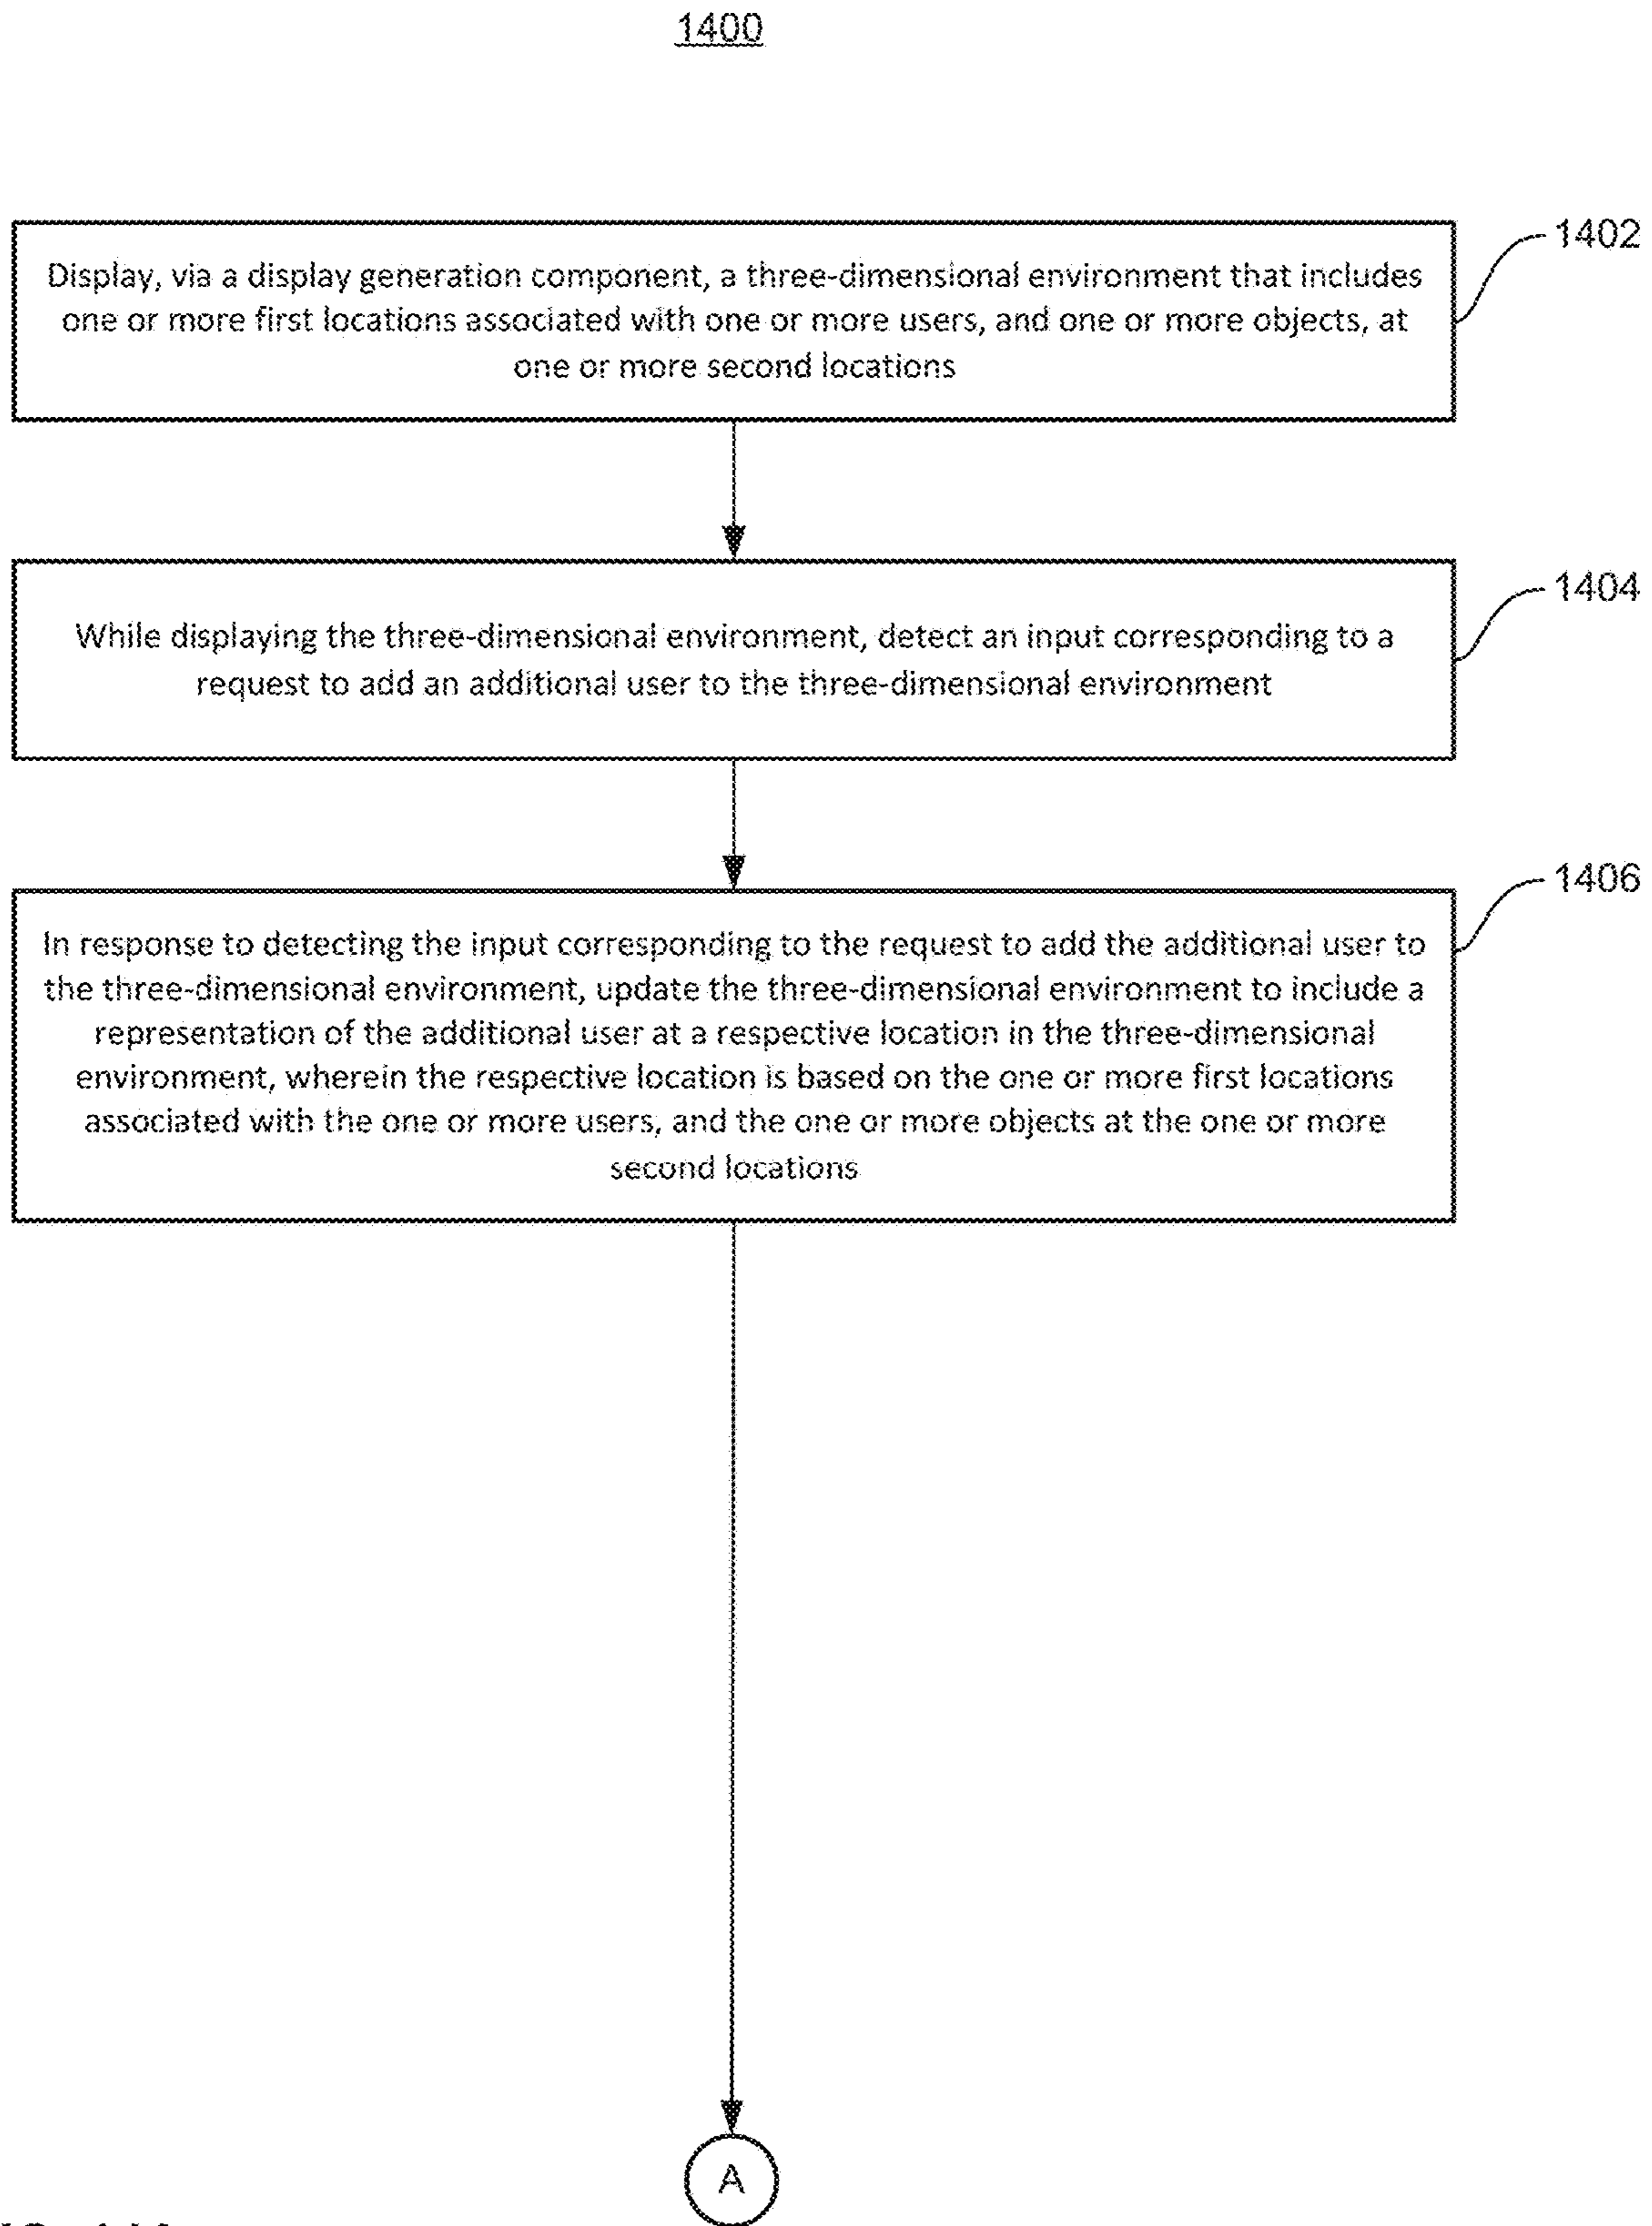 1400
1402
Display, via a display generation component, a three-dimensional environment that includes
one or more first locations associated with one or more users, and one or more objects, at
one or more second locations
1404
While displaying the three-dimensional environment, detect an input corresponding to a
request to add an additional user to the three-dimensional environment
1406
In response to detecting the input corresponding to the request to add the additional user to
the three-dimensional environment, update the three-dimensional environment to include a
representation of the additional user at a respective location in the three-dimensional
environment, wherein the respective location is based on the one or more first locations
associated with the one or more users, and the one or more objects at the one or more
second locations
A